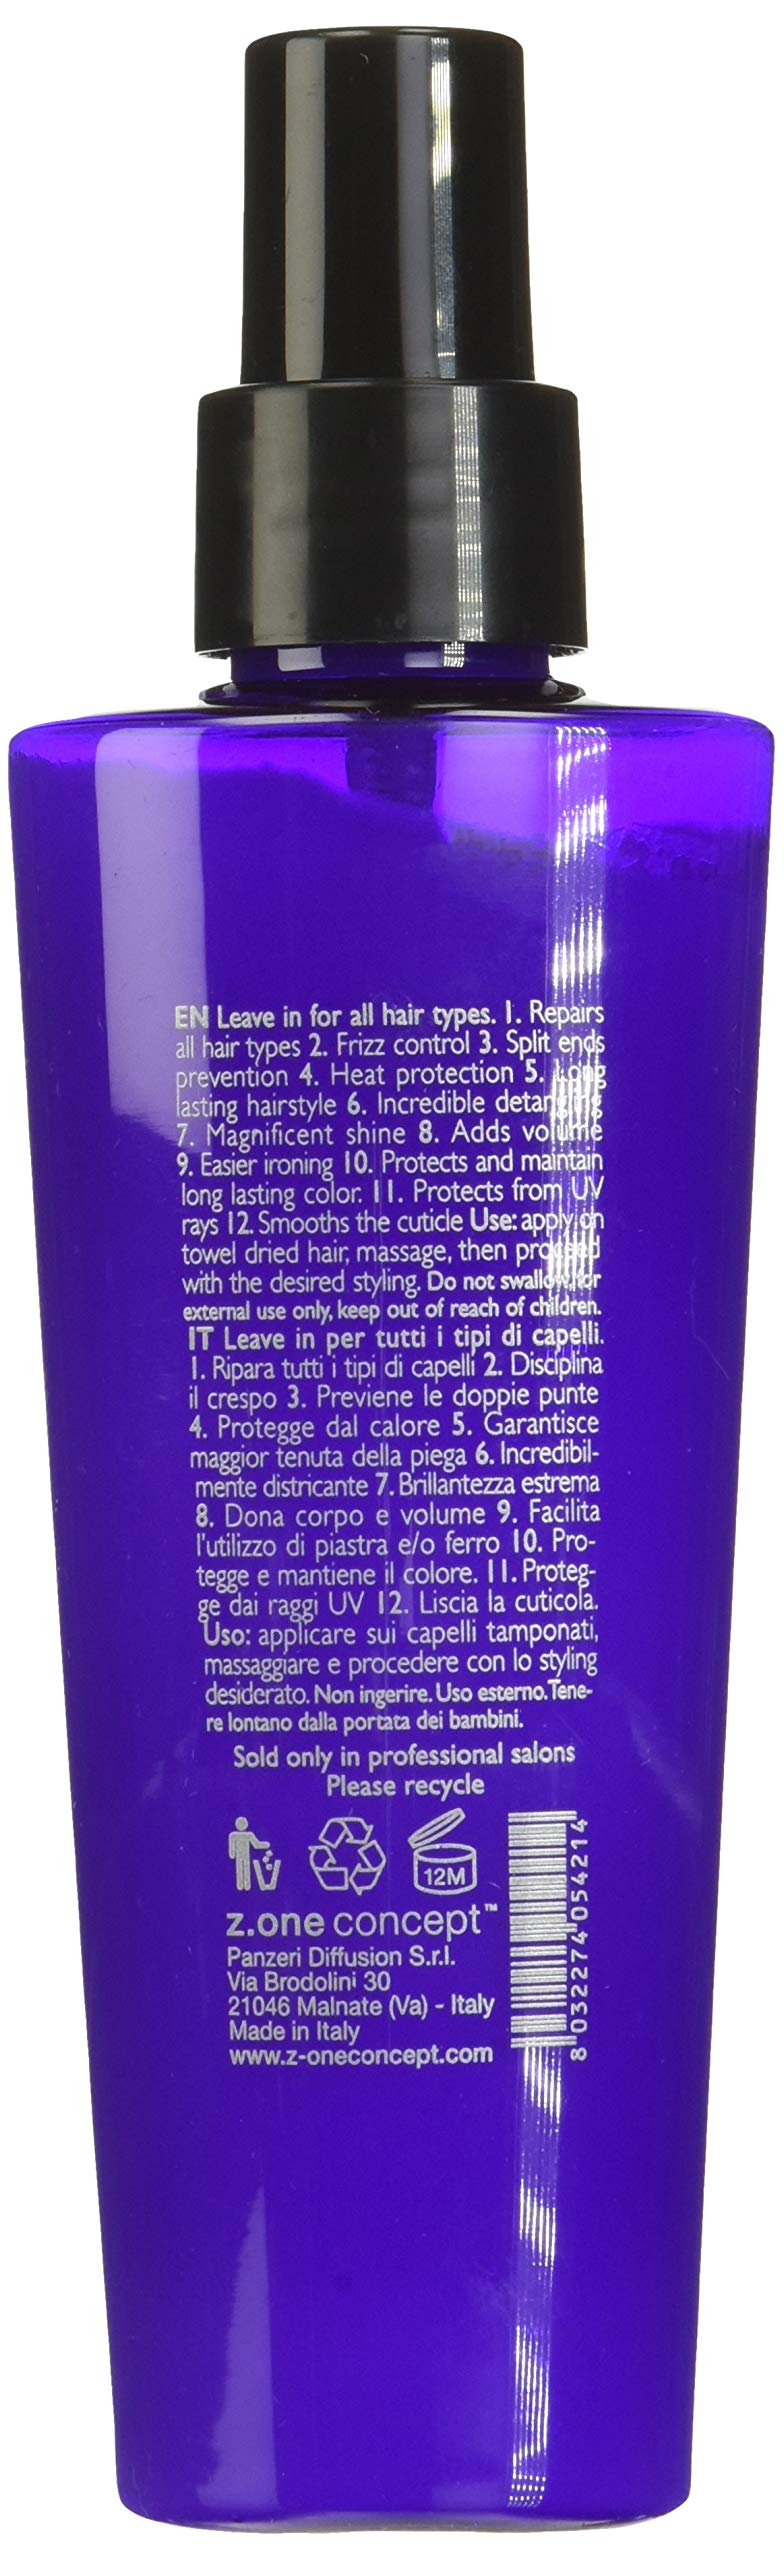 EN Leave in for all hair types. 1. Repairs
all hair types 2. Frizz control 3. Split ends
prevention 4. Heat protection 5. Long
lasting hairstyle 6. Incredible detangling
7. Magnificent shine 8. Adds volume
9. Easier ironing 10. Protects and maintain
long lasting color. 11. Protects from UV
rays 12. Smooths the cuticle Use: apply on
towel dried hair, massage, then proceed
with the desired styling. Do not swallow, for
external use only, keep out of reach of children.
IT Leave in per tutti i tipi di capelli.
1. Ripara tutti i tipi di capelli 2. Disciplina
il crespo 3. Previene le doppie punte
4. Protegge dal calore 5. Garantisce
maggior tenuta della piega 6. Incredibil-
mente districante 7. Brillantezza estrema
8. Dona corpo e volume 9. Facilita
l'utilizzo di piastra e/o ferro 10. Pro-
tegge e mantiene il colore. 11. Proteg-
ge dai raggi UV 12. Liscia la cuticola.
Uso: applicare sui capelli tamponati,
massaggiare e procedere con lo styling
desiderato. Non ingerire. Uso esterno. Tene-
re lontano dalla portata dei bambini.
Sold only in professional salons
Please recycle
12M
z.one concept™
Panzeri Diffusion S.r.l.
Via Brodolini 30
21046 Malnate (Va) - Italy
Made in Italy
www.z-oneconcept.com
8 032274 054214